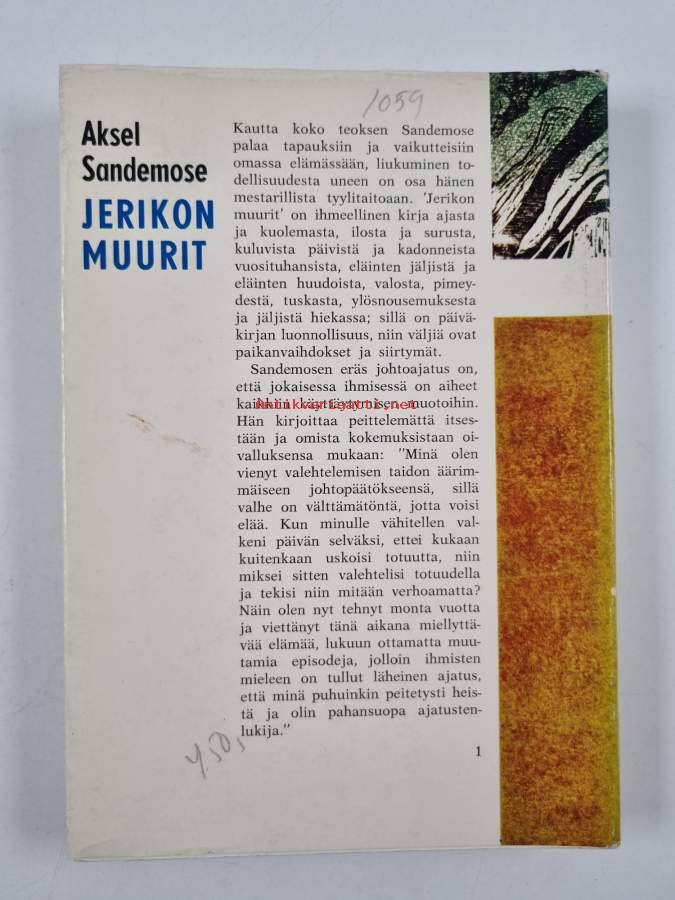 1059
Aksel
Sandemose
JERIKON
MUURIT
Kautta koko teoksen Sandemose
palaa tapauksiin ja vaikutteisiin
omassa elämässään, liukuminen to-
dellisuudesta uneen on osa hänen
mestarillista tyylitaitoaan. 'Jerikon
muurit' on ihmeellinen kirja ajasta
ja kuolemasta, ilosta ja surusta,
kuluvista päivistä ja kadonneista
vuosituhansista, eläinten jäljistä ja
eläinten huudoista, valosta, pimey-
destä, tuskasta, ylösnousemuksesta
ja jäljistä hiekassa; sillä on päivä-
kirjan luonnollisuus, niin väljiä ovat
paikanvaihdokset ja siirtymät.
Sandemosen eräs johtoajatus on,
että jokaisessa ihmisessä on aiheet
kaikkiin käyttäytymisen muotoihin.
Antikvariaatti.net
Hän kirjoittaa peittelemättä itses-
tään ja omista kokemuksistaan oi-
valluksensa mukaan: "Minä olen
vienyt valehtelemisen taidon äärim-
mäiseen johtopäätökseensä, sillä
valhe on välttämätöntä, jotta voisi
elää. Kun minulle vähitellen val-
keni päivän selväksi, ettei kukaan
kuitenkaan uskoisi totuutta, niin
miksei sitten valehtelisi totuudella
ja tekisi niin mitään verhoamatta?
Näin olen nyt tehnyt monta vuotta
ja viettänyt tänä aikana miellyttä-
vää elämää, lukuun ottamatta muu-
tamia episodeja, jolloin ihmisten
mieleen on tullut läheinen ajatus,
että minä puhuinkin peitetysti heis-
tä ja olin pahansuopa ajatusten-
lukija."
1